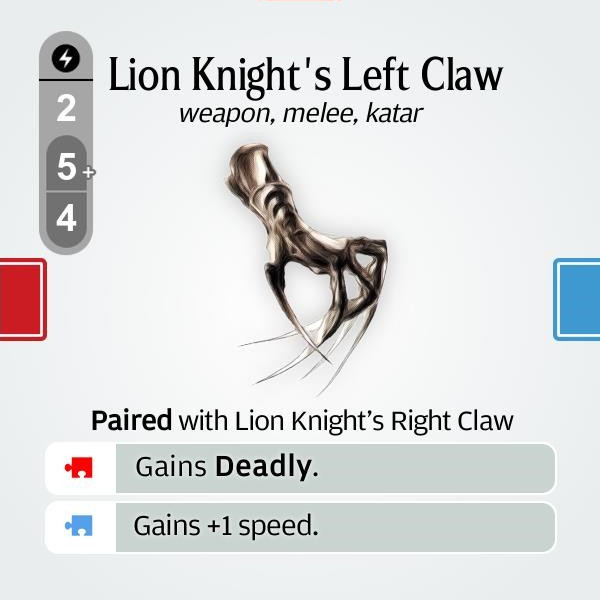 Lion Knight's Left Claw
weapon, melee, katar
2
5+
4
Paired with Lion Knight’s Right Claw
Gains Deadly.
Gains +1 speed.